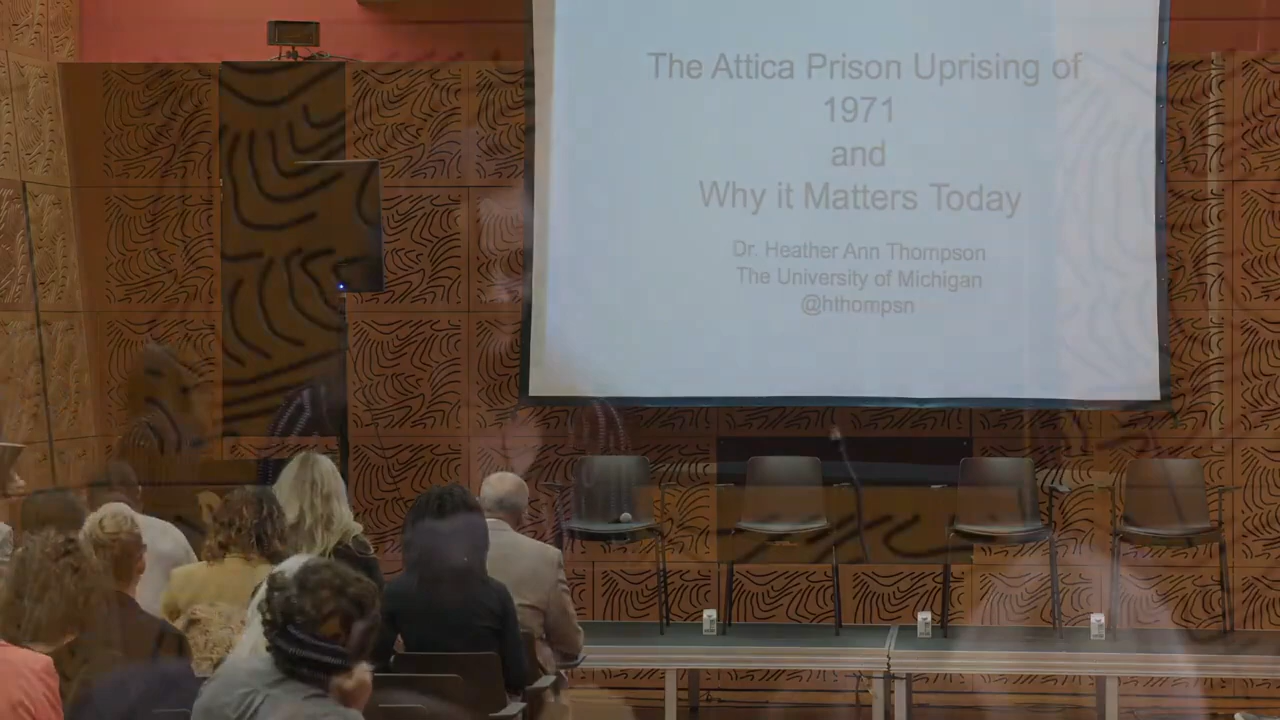 The Attica Prison Uprising of
1971
and
Why it Matters Today
Dr. Heather Ann Thompson
The University of Michigan
@hthompsn